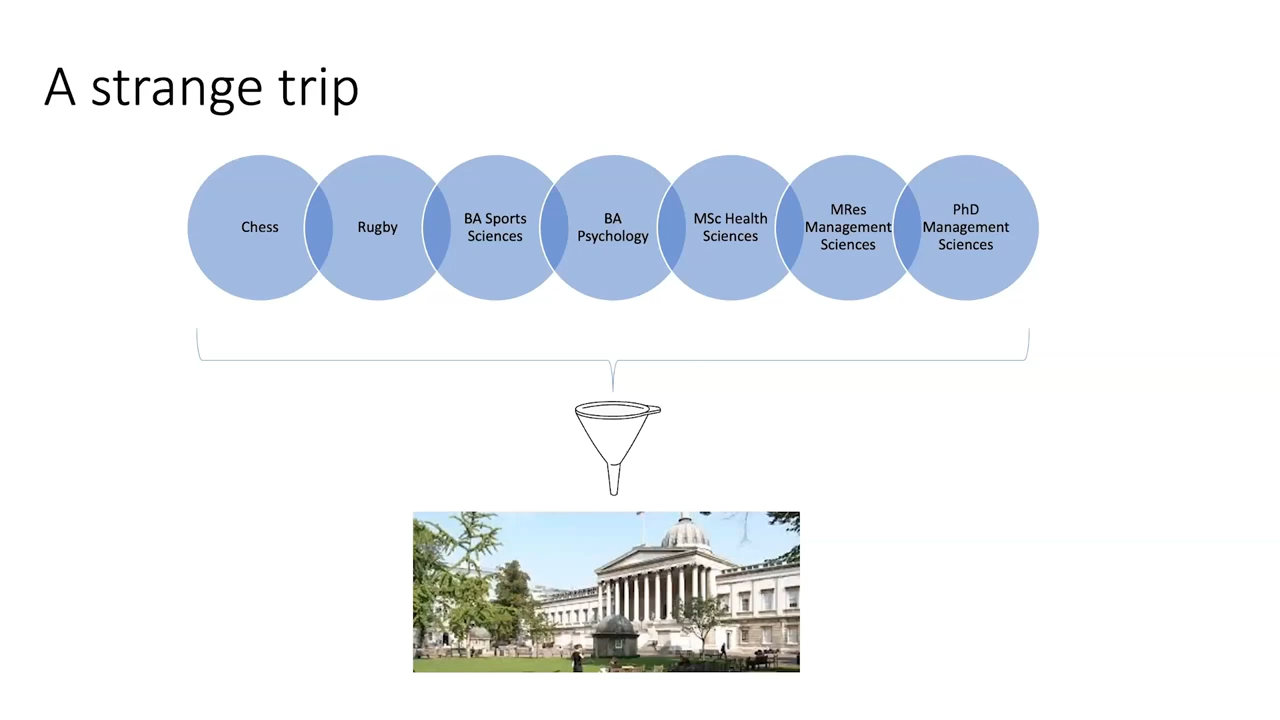 A strange trip
Chess
Rugby
BA Sports
Sciences
BA
Psychology
MSc Health
Sciences
MRes
Management
Sciences
PhD
Management
Sciences